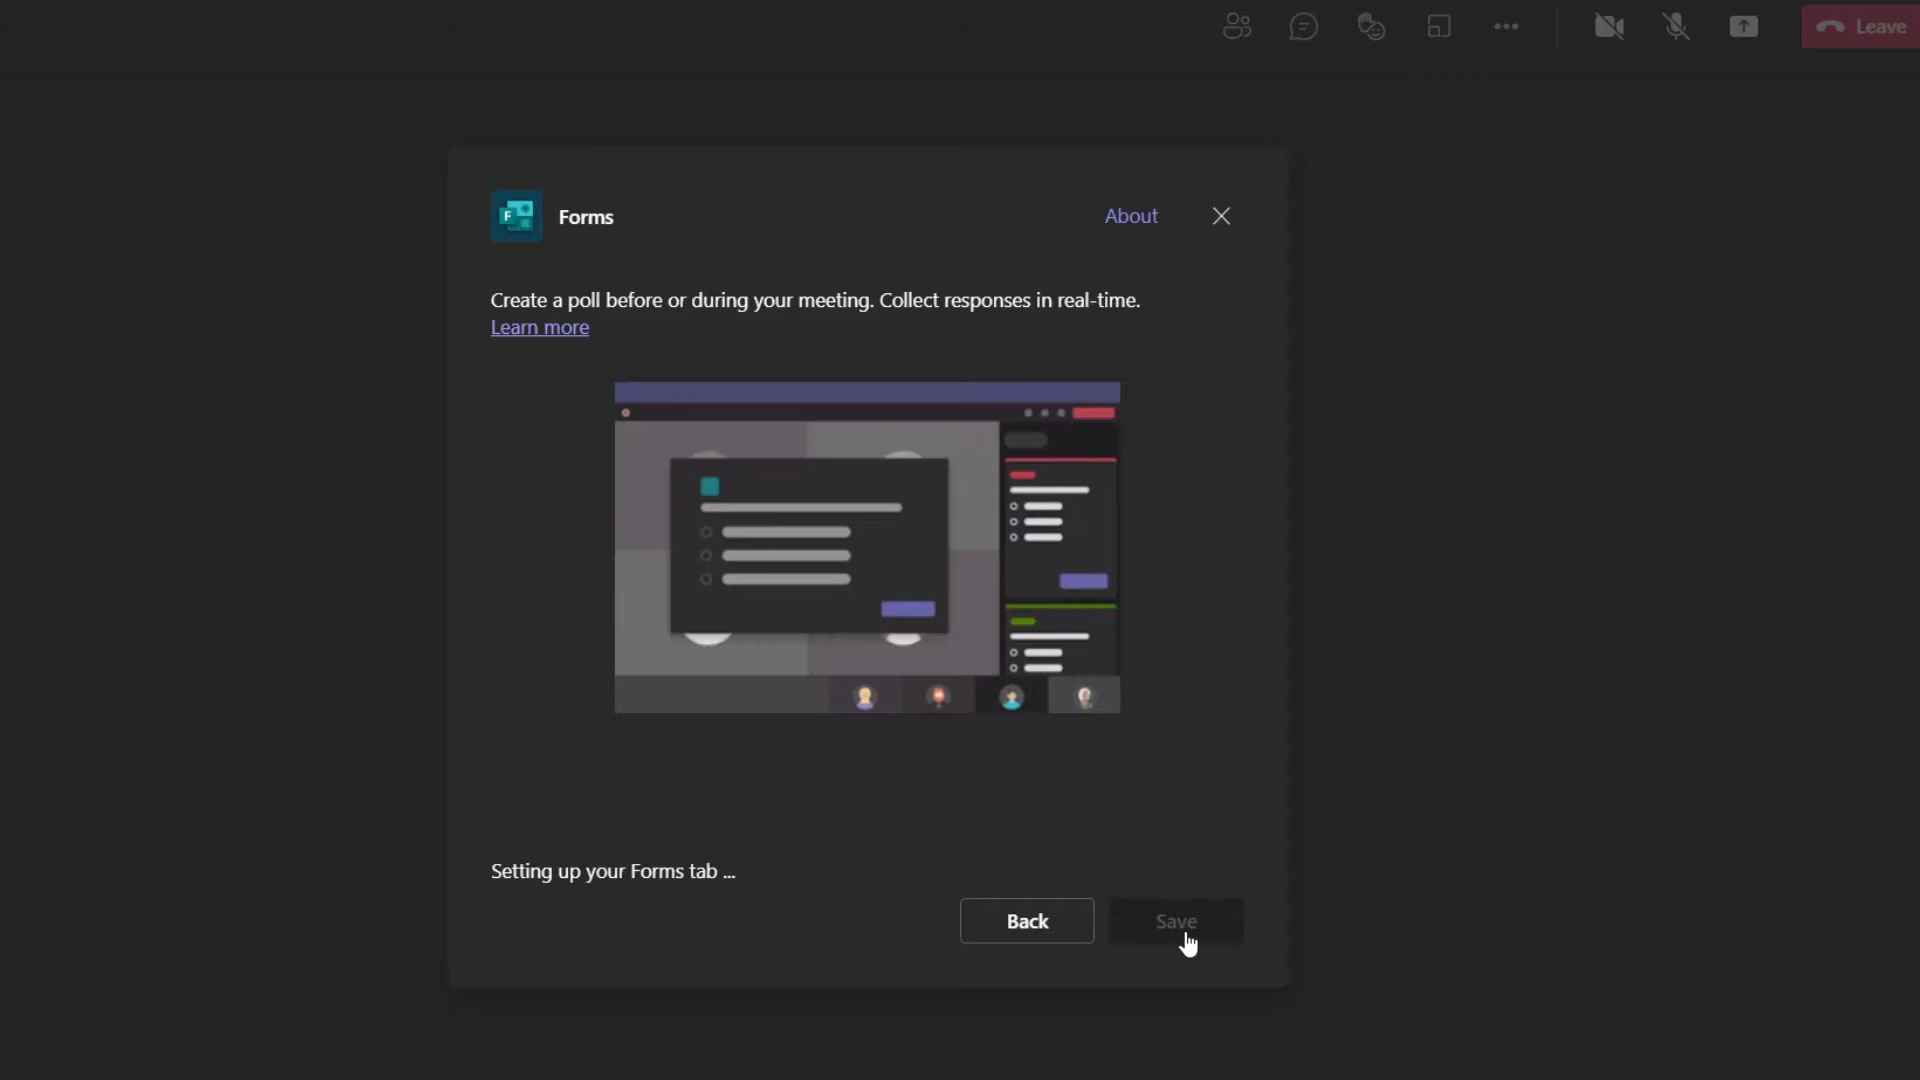 Leave
F
Forms
About
Create a poll before or during your meeting. Collect responses in real-time.
Learn more
Setting up your Forms tab ...
Back
Save